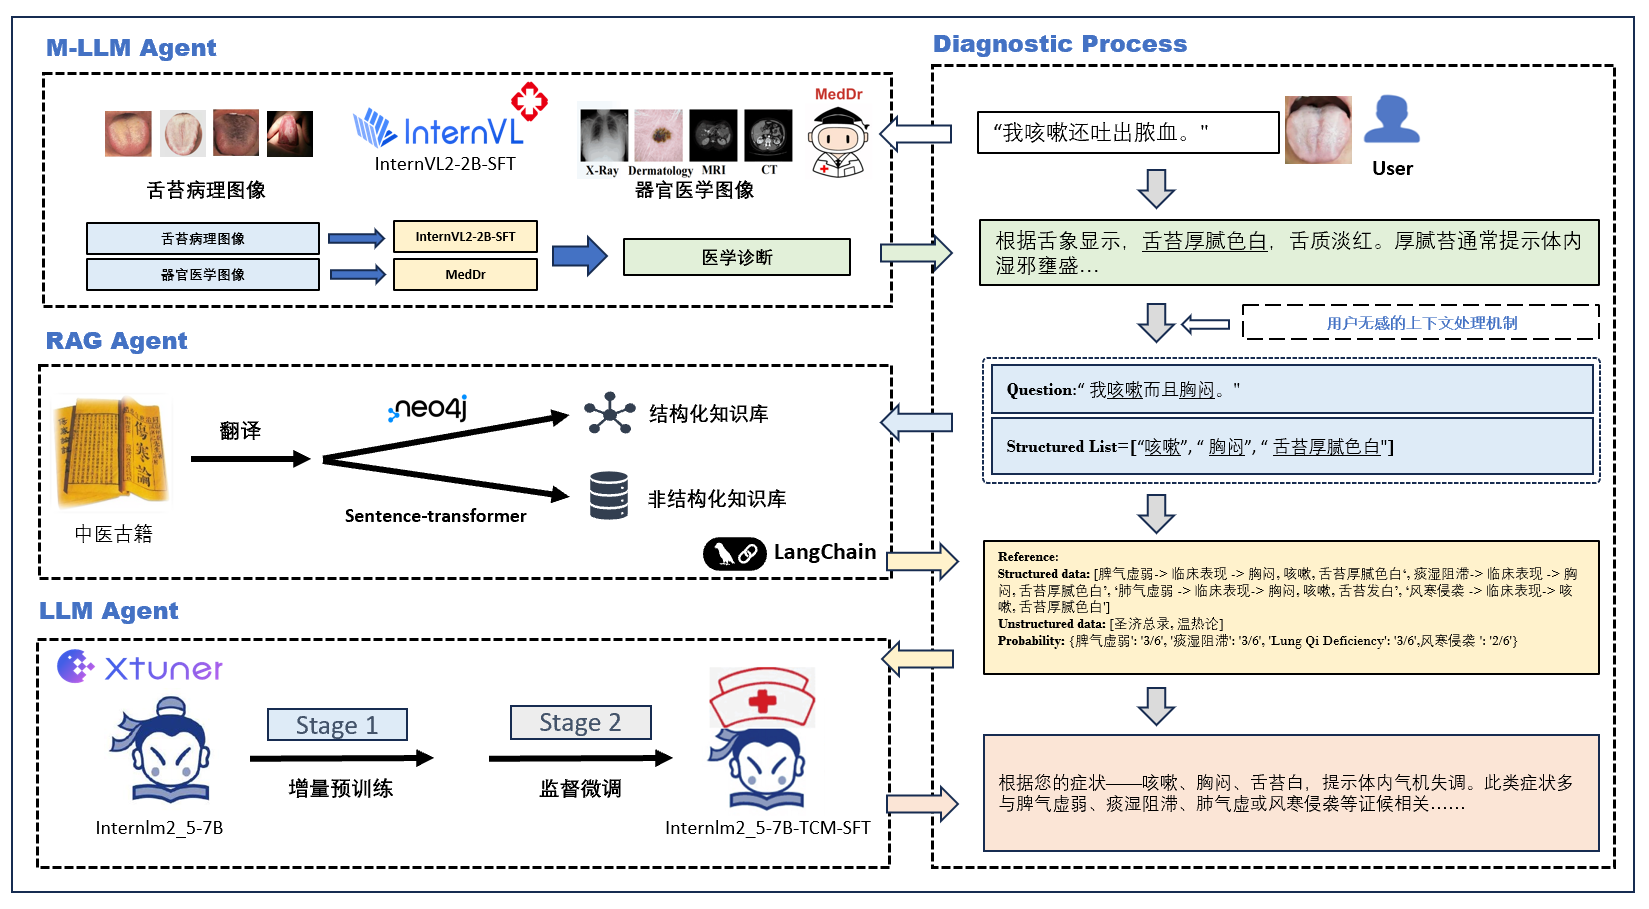 M-LLM Agent
InternVL
InternVL2-2B-SFT
舌苔病理图像
X-Ray
Dermatology
MRI
CT
MedDr
器官医学图像
舌苔病理图像
InternVL2-2B-SFT
器官医学图像
MedDr
医学诊断
RAG Agent
傷寒論
中医古籍
翻译
neo4j
Sentence-transformer
结构化知识库
非结构化知识库
LangChain
LLM Agent
Xtuner
Internlm2_5-7B
Stage 1
增量预训练
Stage 2
监督微调
Internlm2_5-7B-TCM-SFT
Diagnostic Process
“我咳嗽还吐出脓血。"
User
根据舌象显示，舌苔厚腻色白，舌质淡红。厚腻苔通常提示体内
湿邪壅盛...
用户无感的上下文处理机制
Question:“ 我咳嗽而且胸闷。"
Structured List=[“咳嗽”, “ 胸闷”, “ 舌苔厚腻色白"]
Reference:
Structured data: [脾气虚弱-> 临床表现 -> 胸闷, 咳嗽, 舌苔厚腻色白‘, 痰湿阻滞-> 临床表现 -> 胸
闷, 舌苔厚腻色白’, ‘肺气虚弱 -> 临床表现-> 胸闷, 咳嗽, 舌苔发白’, ‘风寒侵袭 -> 临床表现-> 咳
嗽, 舌苔厚腻色白']
Unstructured data: [圣济总录, 温热论]
Probability: {脾气虚弱': '3/6', '痰湿阻滞': '3/6', 'Lung Qi Deficiency': '3/6',风寒侵袭 ': '2/6'}
根据您的症状——咳嗽、胸闷、舌苔白，提示体内气机失调。此类症状多
与脾气虚弱、痰湿阻滞、肺气虚或风寒侵袭等证候相关......